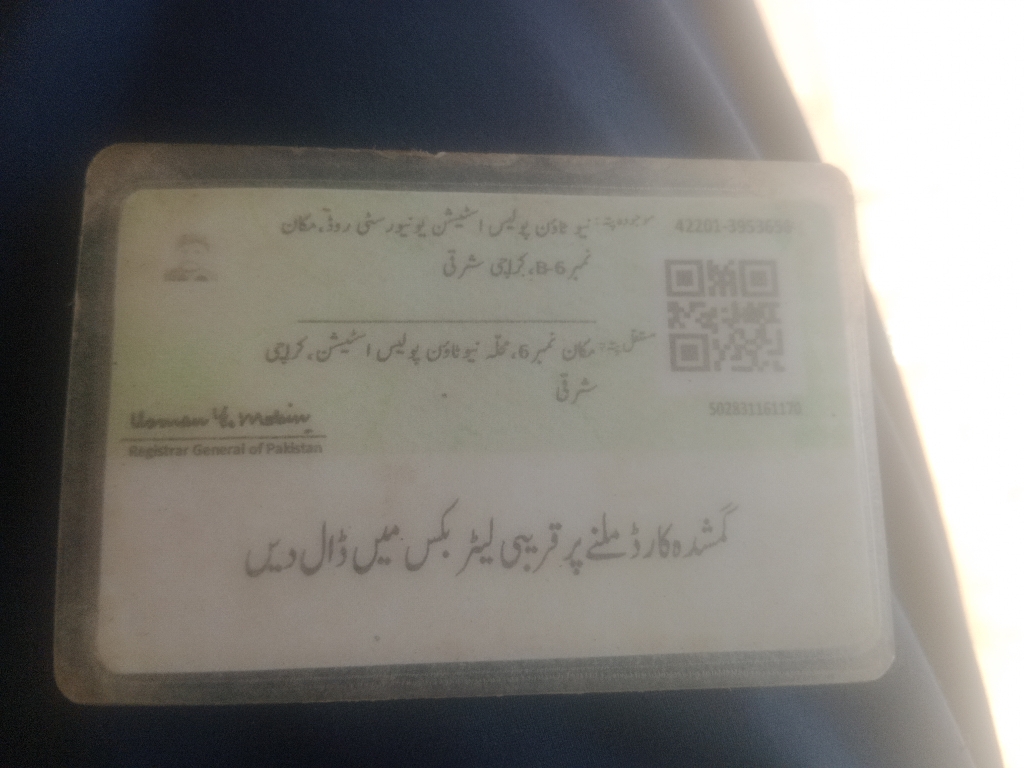 موجودہ پتہ: نیو ٹاؤن پولیس اسٹیشن یونیورسٹی روڈ، مکان
نمبر B-6، کراچی شرقی
مستقل پتہ: مکان نمبر 6، محلّہ نیو ٹاؤن پولیس اسٹیشن، کراچی
شرقی
42201-3953658
502831161170
Registrar General of Pakistan
گمشدہ کارڈ ملنے پر قریبی لیٹر بکس میں ڈال دیں